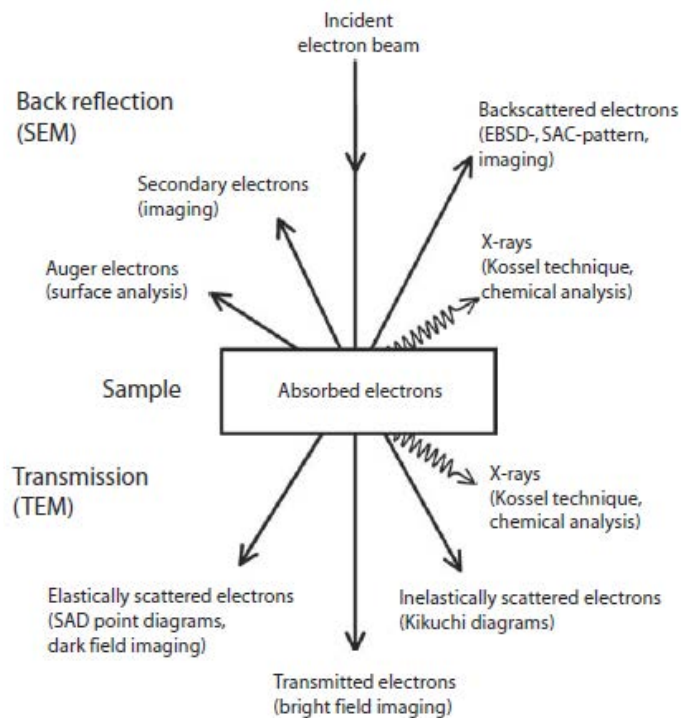 Incident
electron beam
Back reflection
(SEM)
Backscattered electrons
(EBSD-, SAC-pattern,
imaging)
Secondary electrons
(imaging)
X-rays
(Kossel technique,
chemical analysis)
Auger electrons
(surface analysis)
Sample
Absorbed electrons
Transmission
(TEM)
X-rays
(Kossel technique,
chemical analysis)
Elastically scattered electrons
(SAD point diagrams,
dark field imaging)
Inelastically scattered electrons
(Kikuchi diagrams)
Transmitted electrons
(bright field imaging)